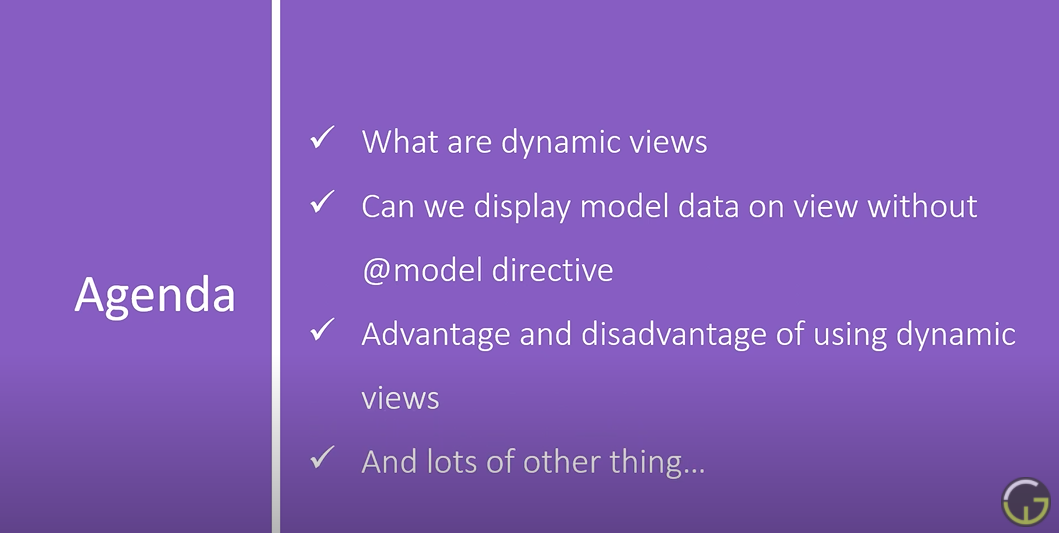 Agenda
✓ What are dynamic views
✓ Can we display model data on view without
@model directive
✓ Advantage and disadvantage of using dynamic
views
✓ And lots of other thing...